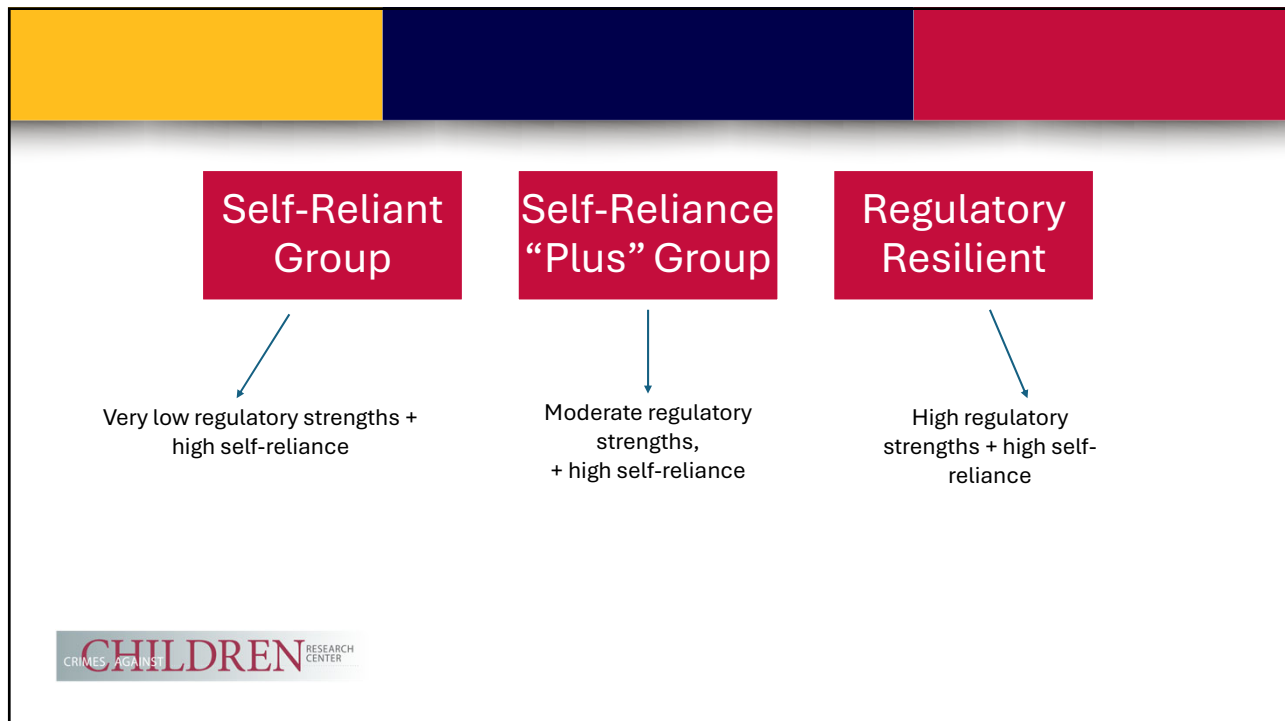 Self-Reliant
Group
Self-Reliance
“Plus” Group
Regulatory
Resilient
Very low regulatory strengths +
high self-reliance
Moderate regulatory
strengths,
+ high self-reliance
High regulatory
strengths + high self-
reliance
CRIMES AGAINST CHILDREN RESEARCH
CENTER